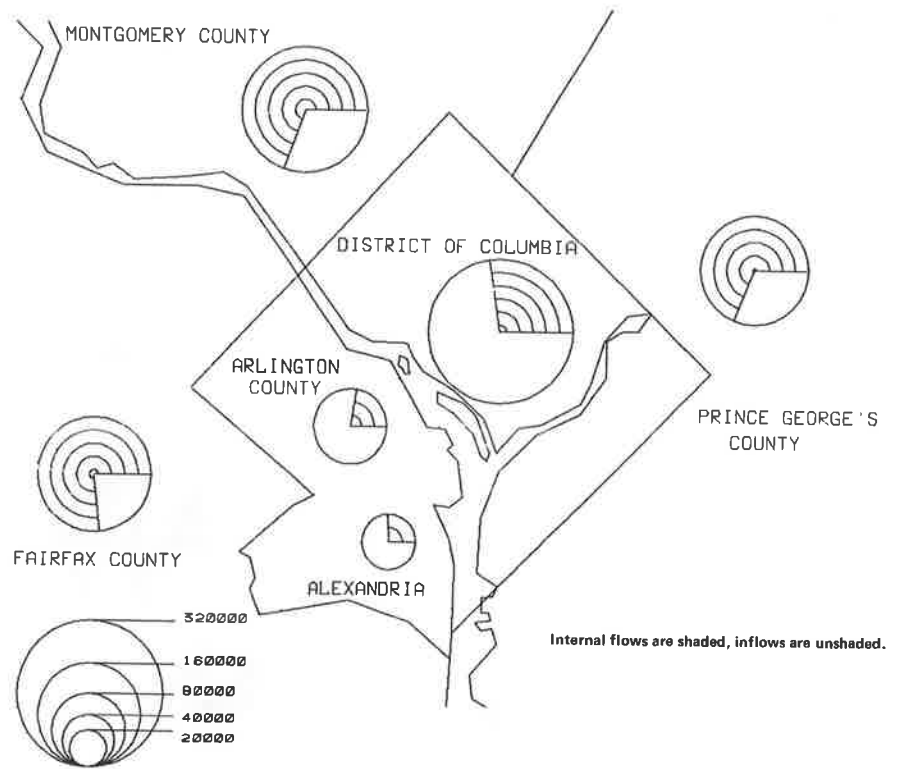 MONTGOMERY COUNTY
DISTRICT OF COLUMBIA
ARLINGTON
COUNTY
PRINCE GEORGE'S
COUNTY
FAIRFAX COUNTY
ALEXANDRIA
320000
160000
80000
40000
20000
Internal flows are shaded, inflows are unshaded.